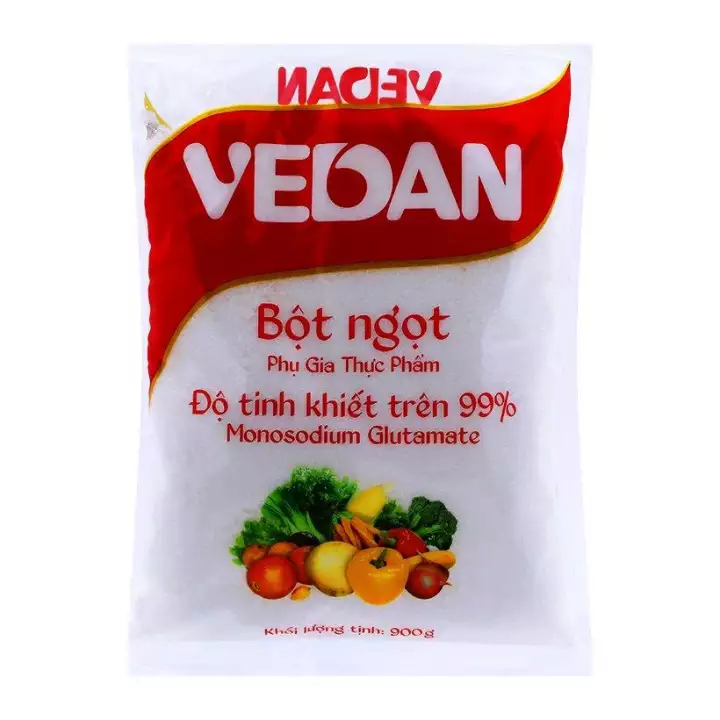 VEDAN
VEDAN
Bột ngọt
Phụ Gia Thực Phẩm
Độ tinh khiết trên 99%
Monosodium Glutamate
Khối lượng tịnh: 900g